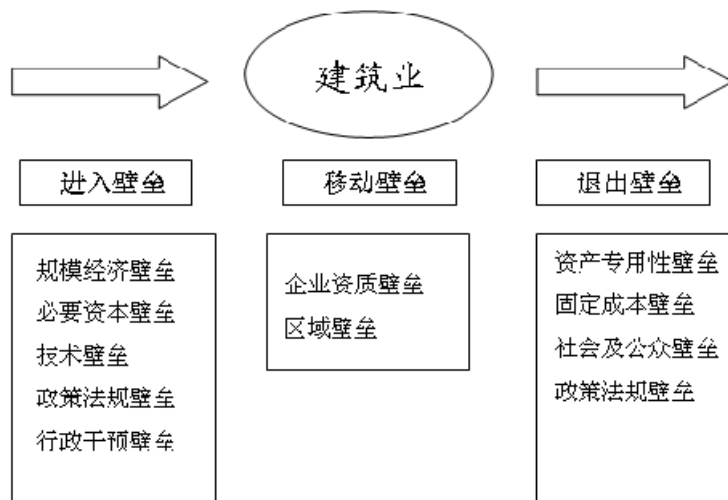 建筑业
进入壁垒
移动壁垒
退出壁垒
规模经济壁垒
必要资本壁垒
技术壁垒
政策法规壁垒
行政干预壁垒
企业资质壁垒
区域壁垒
资产专用性壁垒
固定成本壁垒
社会及公众壁垒
政策法规壁垒